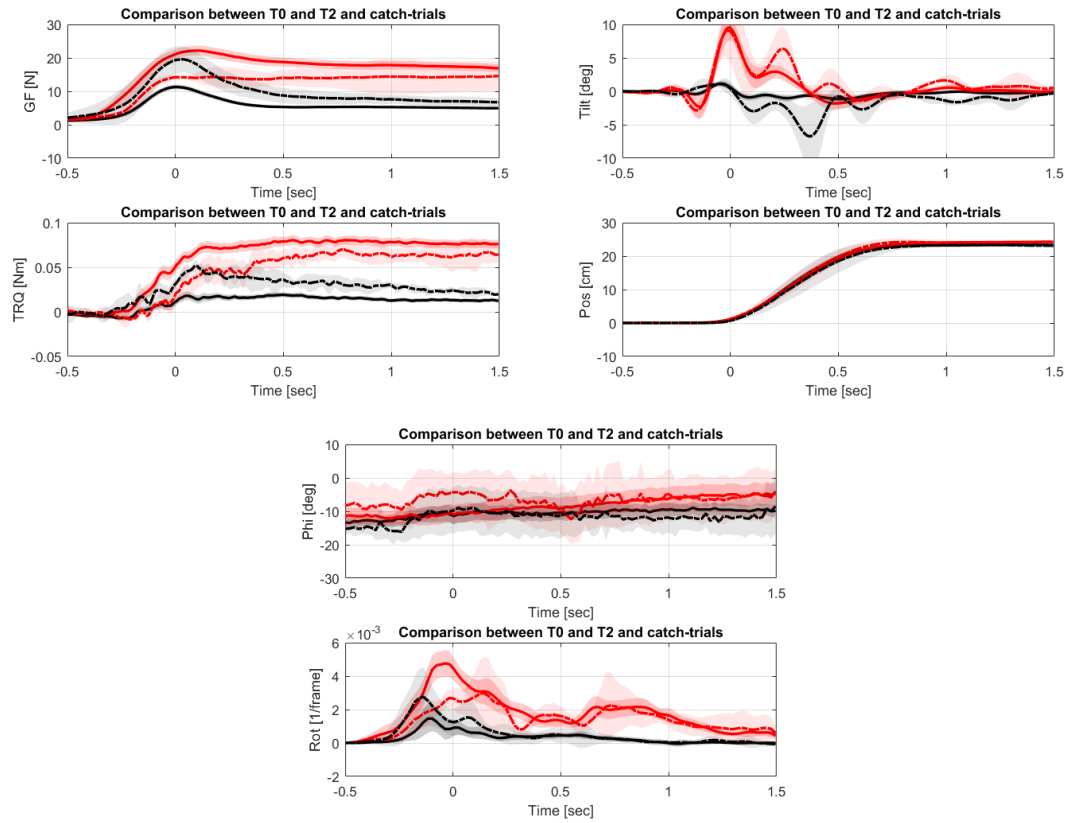 Comparison between T0 and T2 and catch-trials
GF [N]
30
20
10
0
-10
-0.5 0 0.5 1 1.5
Time [sec]
Comparison between T0 and T2 and catch-trials
Tilt [deg]
10
5
0
-5
-10
-0.5 0 0.5 1 1.5
Time [sec]
Comparison between T0 and T2 and catch-trials
TRQ [Nm]
0.1
0.05
0
-0.05
-0.5 0 0.5 1 1.5
Time [sec]
Comparison between T0 and T2 and catch-trials
Pos [cm]
30
20
10
0
-10
-0.5 0 0.5 1 1.5
Time [sec]
Comparison between T0 and T2 and catch-trials
Phi [deg]
10
0
-10
-20
-30
-0.5 0 0.5 1 1.5
Time [sec]
Comparison between T0 and T2 and catch-trials
×10⁻³
Rot [1/frame]
6
4
2
0
-2
-0.5 0 0.5 1 1.5
Time [sec]